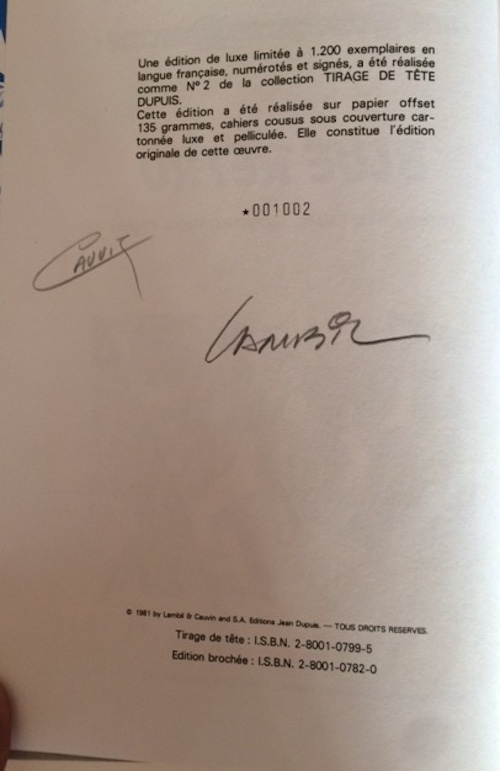 Une édition de luxe limitée à 1.200 exemplaires en
langue française, numérotés et signés, a été réalisée
comme N° 2 de la collection TIRAGE DE TÊTE
DUPUIS.
Cette édition a été réalisée sur papier offset
135 grammes, cahiers cousus sous couverture car-
tonnée luxe et pelliculée. Elle constitue l'édition
originale de cette œuvre.
★001002
Cauvin
LAMBIL
© 1981 by Lambil & Cauvin and S.A. Editions Jean Dupuis. — TOUS DROITS RESERVES.
Tirage de tête : I.S.B.N. 2-8001-0799-5
Edition brochée : I.S.B.N. 2-8001-0782-0